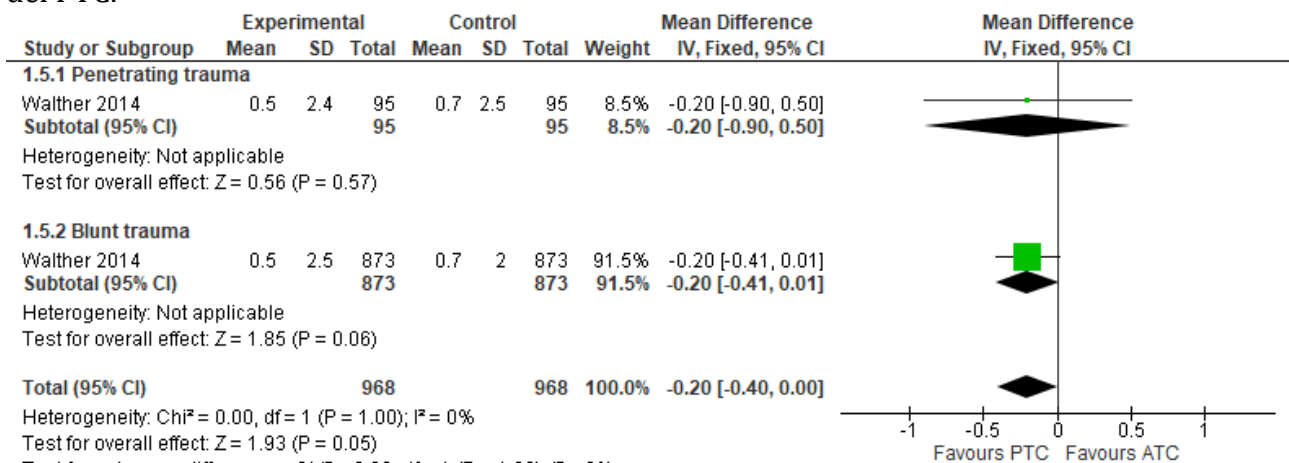 Experimental Control Mean Difference Mean Difference
Study or Subgroup Mean SD Total Mean SD Total Weight IV, Fixed, 95% CI IV, Fixed, 95% CI
1.5.1 Penetrating trauma
Walther 2014 0.5 2.4 95 0.7 2.5 95 8.5% -0.20 [-0.90, 0.50]
Subtotal (95% CI) 95 95 8.5% -0.20 [-0.90, 0.50]
Heterogeneity: Not applicable
Test for overall effect: Z = 0.56 (P = 0.57)
1.5.2 Blunt trauma
Walther 2014 0.5 2.5 873 0.7 2 873 91.5% -0.20 [-0.41, 0.01]
Subtotal (95% CI) 873 873 91.5% -0.20 [-0.41, 0.01]
Heterogeneity: Not applicable
Test for overall effect: Z = 1.85 (P = 0.06)
Total (95% CI) 968 968 100.0% -0.20 [-0.40, 0.00]
Heterogeneity: Chi² = 0.00, df = 1 (P = 1.00); I² = 0%
Test for overall effect: Z = 1.93 (P = 0.05)
-1 -0.5 0 0.5 1
Favours PTC Favours ATC